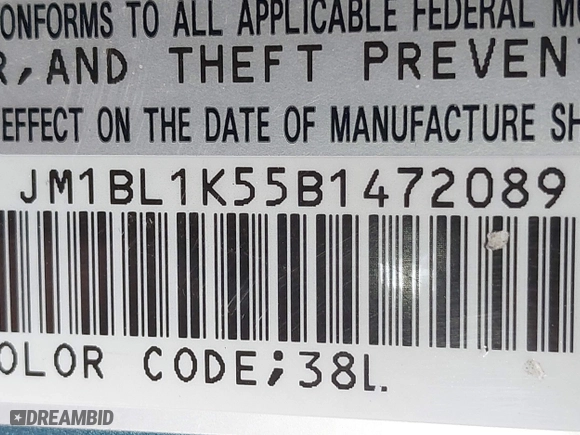 CONFORMS TO ALL APPLICABLE FEDERAL M
R, AND THEFT PREVEN
EFFECT ON THE DATE OF MANUFACTURE SH
JM1BL1K55B1472089
OLOR CODE;38L.
DREAMBID